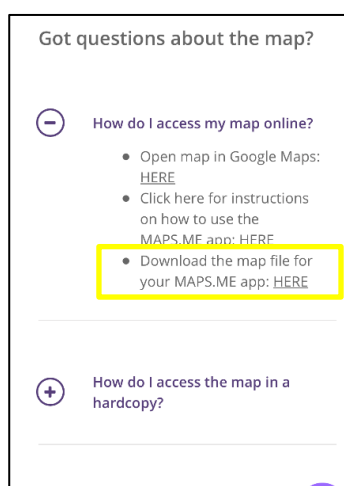 Got questions about the map?
How do I access my map online?
● Open map in Google Maps:
HERE
● Click here for instructions
on how to use the
MAPS.ME app: HERE
● Download the map file for
your MAPS.ME app: HERE
How do I access the map in a
hardcopy?